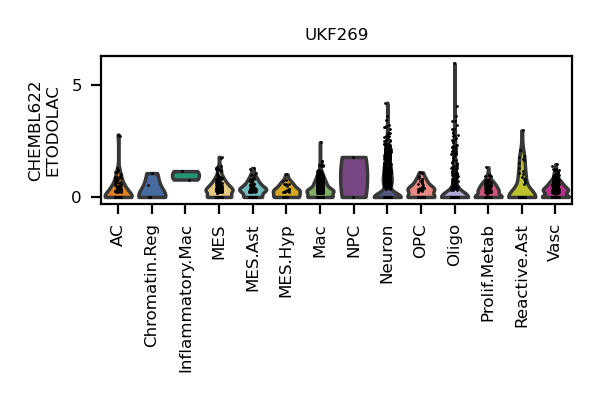 UKF269
CHEMBL622
ETODOLAC
5
0
AC
Chromatin.Reg
Inflammatory.Mac
MES
MES.Ast
MES.Hyp
Mac
NPC
Neuron
OPC
Oligo
Prolif.Metab
Reactive.Ast
Vasc